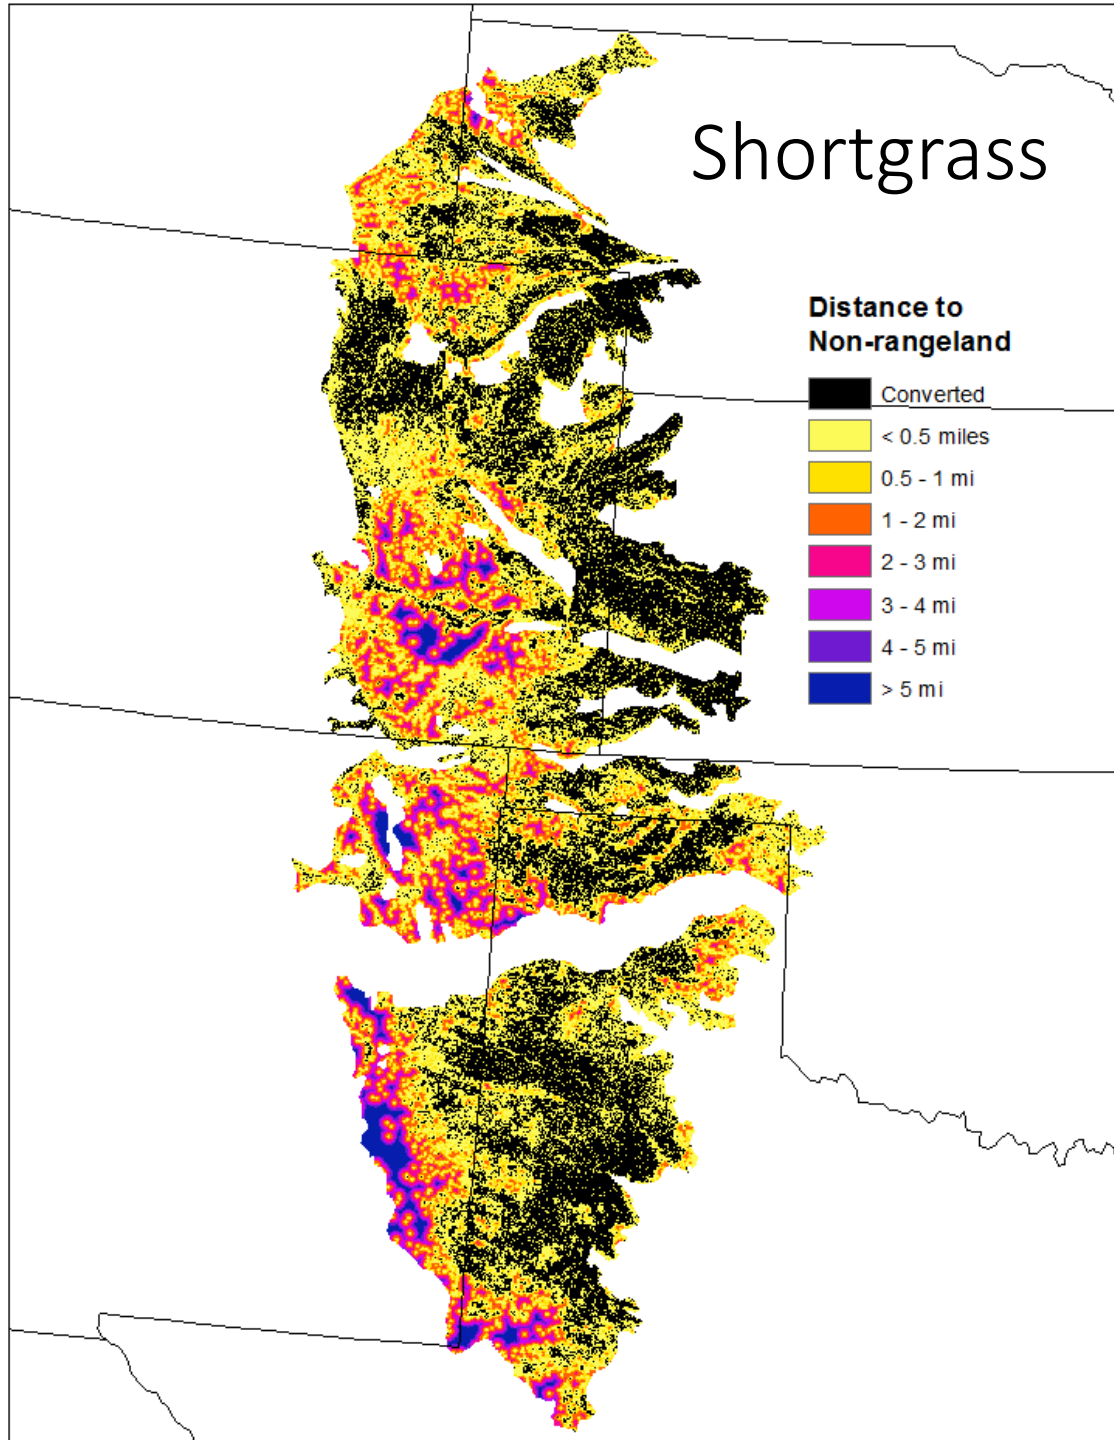 Shortgrass
Distance to
Non-rangeland
Converted
< 0.5 miles
0.5 - 1 mi
1 - 2 mi
2 - 3 mi
3 - 4 mi
4 - 5 mi
> 5 mi